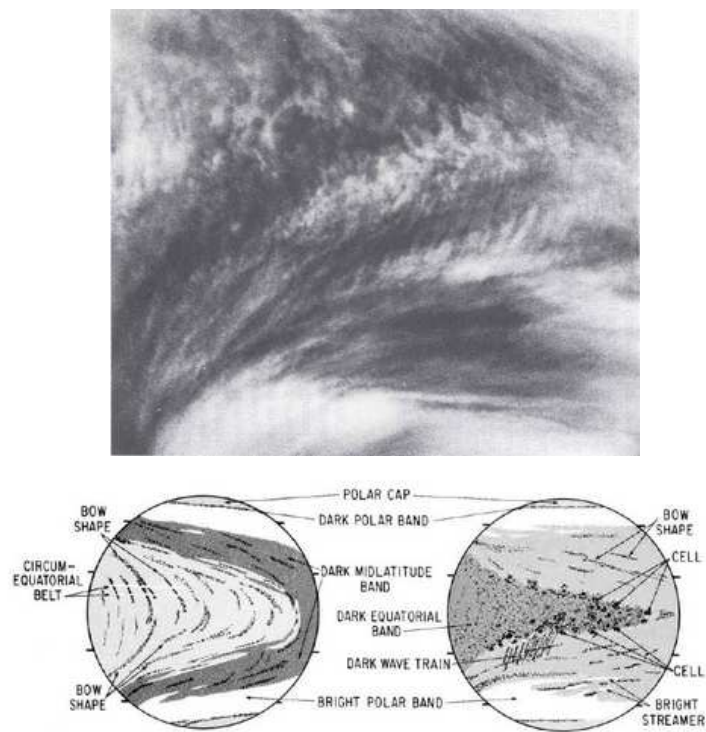 POLAR CAP
DARK POLAR BAND
BOW
SHAPE
CIRCUM-
EQUATORIAL
BELT
DARK MIDLATITUDE
BAND
DARK EQUATORIAL
BAND
DARK WAVE TRAIN
BOW
SHAPE
BRIGHT POLAR BAND
BOW
SHAPE
CELL
CELL
BRIGHT
STREAMER